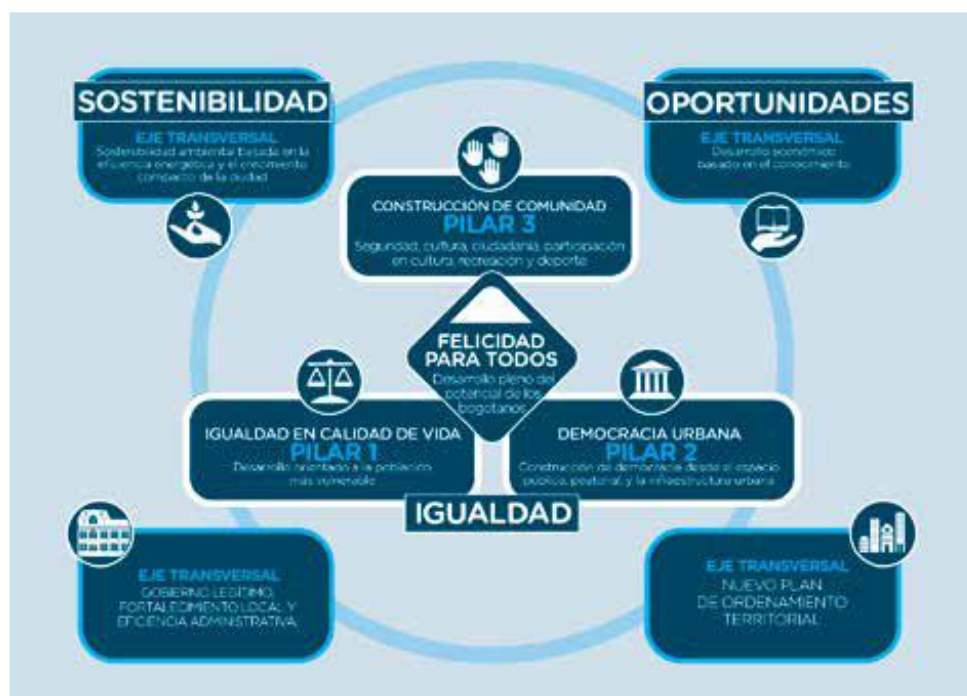 SOSTENIBILIDAD
EJE TRANSVERSAL
Sostenibilidad ambiental basada en la
eficiencia energética y el crecimiento
compacto de la ciudad
OPORTUNIDADES
EJE TRANSVERSAL
Desarrollo económico
basado en el conocimiento
CONSTRUCCIÓN DE COMUNIDAD
PILAR 3
Seguridad, cultura, ciudadanía, participación
en cultura, recreación y deporte
FELICIDAD
PARA TODOS
Desarrollo pleno del
potencial de los
bogotanos
IGUALDAD EN CALIDAD DE VIDA
PILAR 1
Desarrollo orientado a la población
más vulnerable
DEMOCRACIA URBANA
PILAR 2
Construcción de democracia desde el espacio
público, peatonal, y la infraestructura urbana
IGUALDAD
EJE TRANSVERSAL
GOBIERNO LEGÍTIMO,
FORTALECIMIENTO LOCAL Y
EFICIENCIA ADMINISTRATIVA
EJE TRANSVERSAL
NUEVO PLAN
DE ORDENAMIENTO
TERRITORIAL